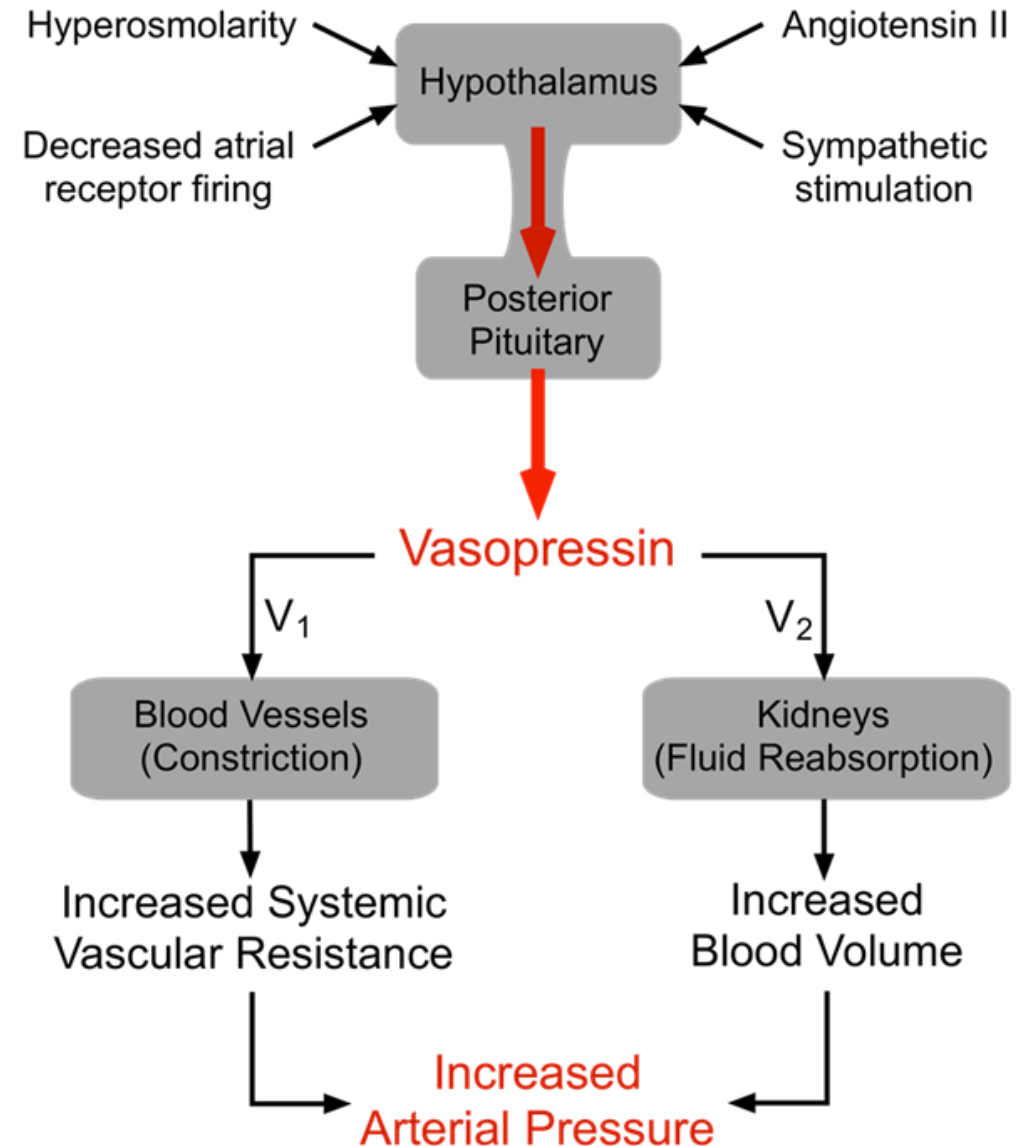 Hyperosmolarity
Angiotensin II
Hypothalamus
Decreased atrial
receptor firing
Sympathetic
stimulation
Posterior
Pituitary
Vasopressin
V₁
V₂
Blood Vessels
(Constriction)
Kidneys
(Fluid Reabsorption)
Increased Systemic
Vascular Resistance
Increased
Blood Volume
Increased
Arterial Pressure